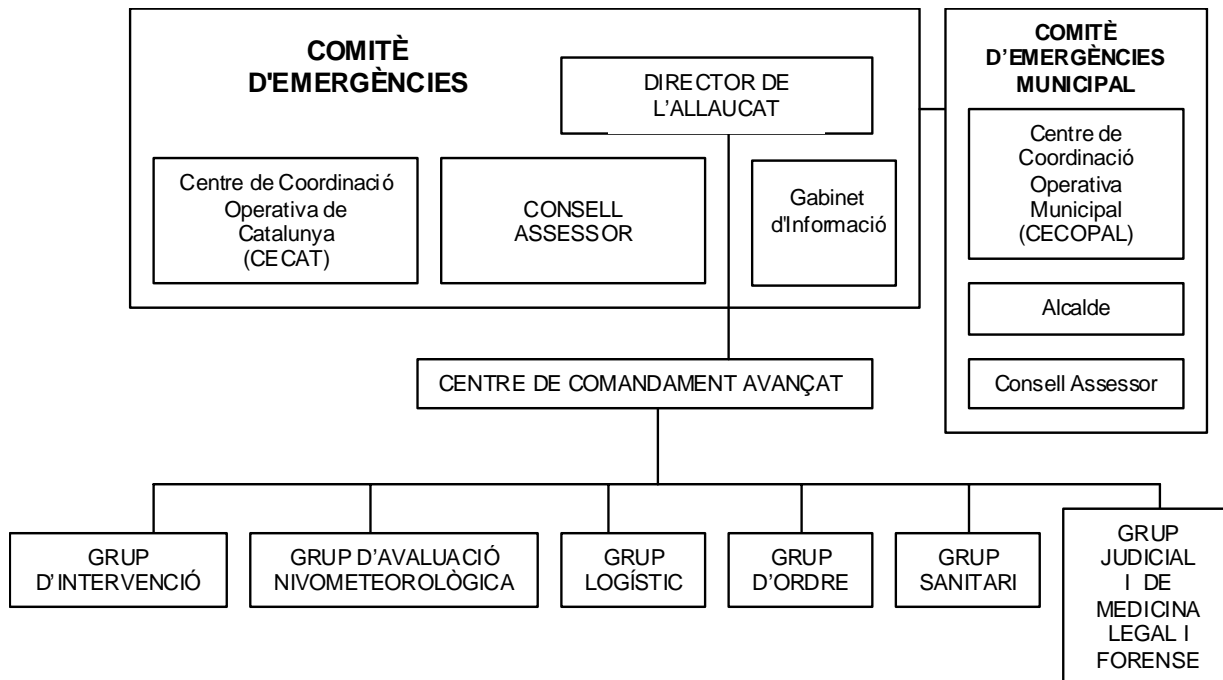 COMITÈ
D'EMERGÈNCIES
DIRECTOR DE
L'ALLAUCAT
Centre de Coordinació
Operativa de
Catalunya
(CECAT)
CONSELL
ASSESSOR
Gabinet
d'Informació
COMITÈ
D'EMERGÈNCIES
MUNICIPAL
Centre de
Coordinació
Operativa
Municipal
(CECOPAL)
Alcalde
Consell Assessor
CENTRE DE COMANDAMENT AVANÇAT
GRUP
D'INTERVENCIÓ
GRUP D'AVALUACIÓ
NIVOMETEOROLÒGICA
GRUP
LOGÍSTIC
GRUP
D'ORDRE
GRUP
SANITARI
GRUP
JUDICIAL
I DE
MEDICINA
LEGAL I
FORENSE